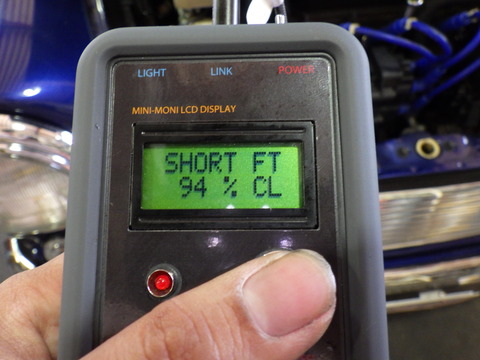 LIGHT LINK POWER
MINI-MONI LCD DISPLAY
SHORT FT
94 % CL